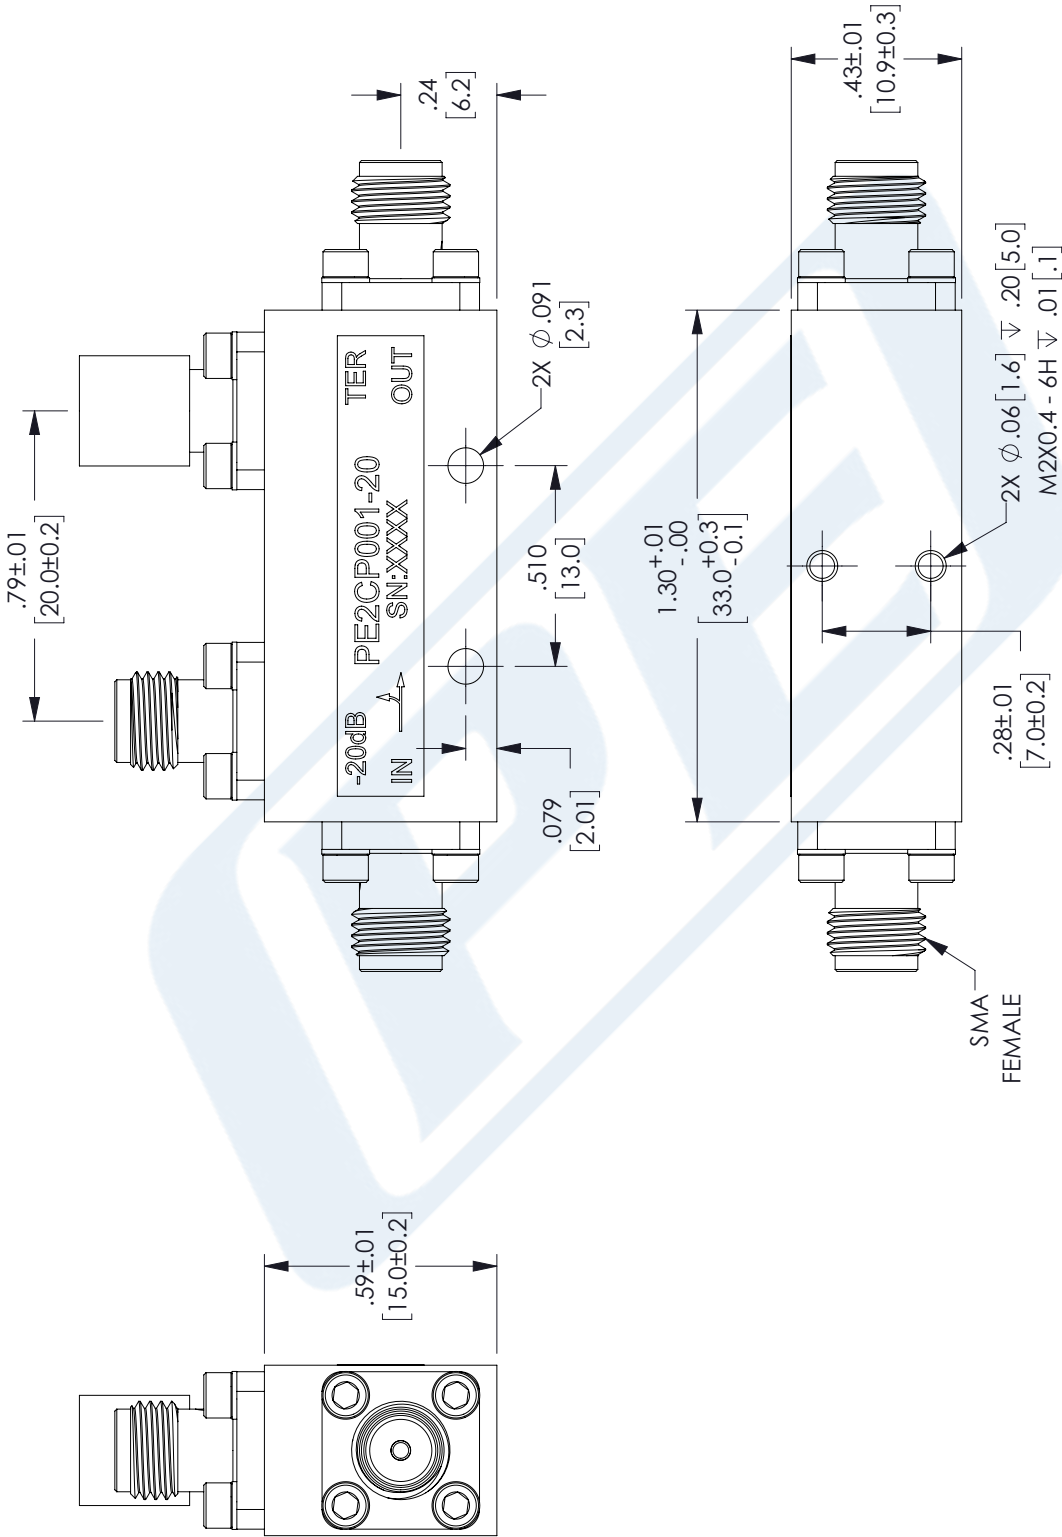 .79±.01
[20.0±0.2]
.24
[6.2]
-20dB PE2CP001-20 TER
SN:XXXX
IN OUT
2X ⌀ .091
[2.3]
.510
[13.0]
.079
[2.01]
.59±.01
[15.0±0.2]
.43±.01
[10.9±0.3]
1.30 +.01 -.00
[33.0 +0.3 -0.1]
2X ⌀ .06 [1.6] ↧ .20 [5.0]
M2X0.4 - 6H ↧ .01 [.1]
.28±.01
[7.0±0.2]
SMA
FEMALE
PE